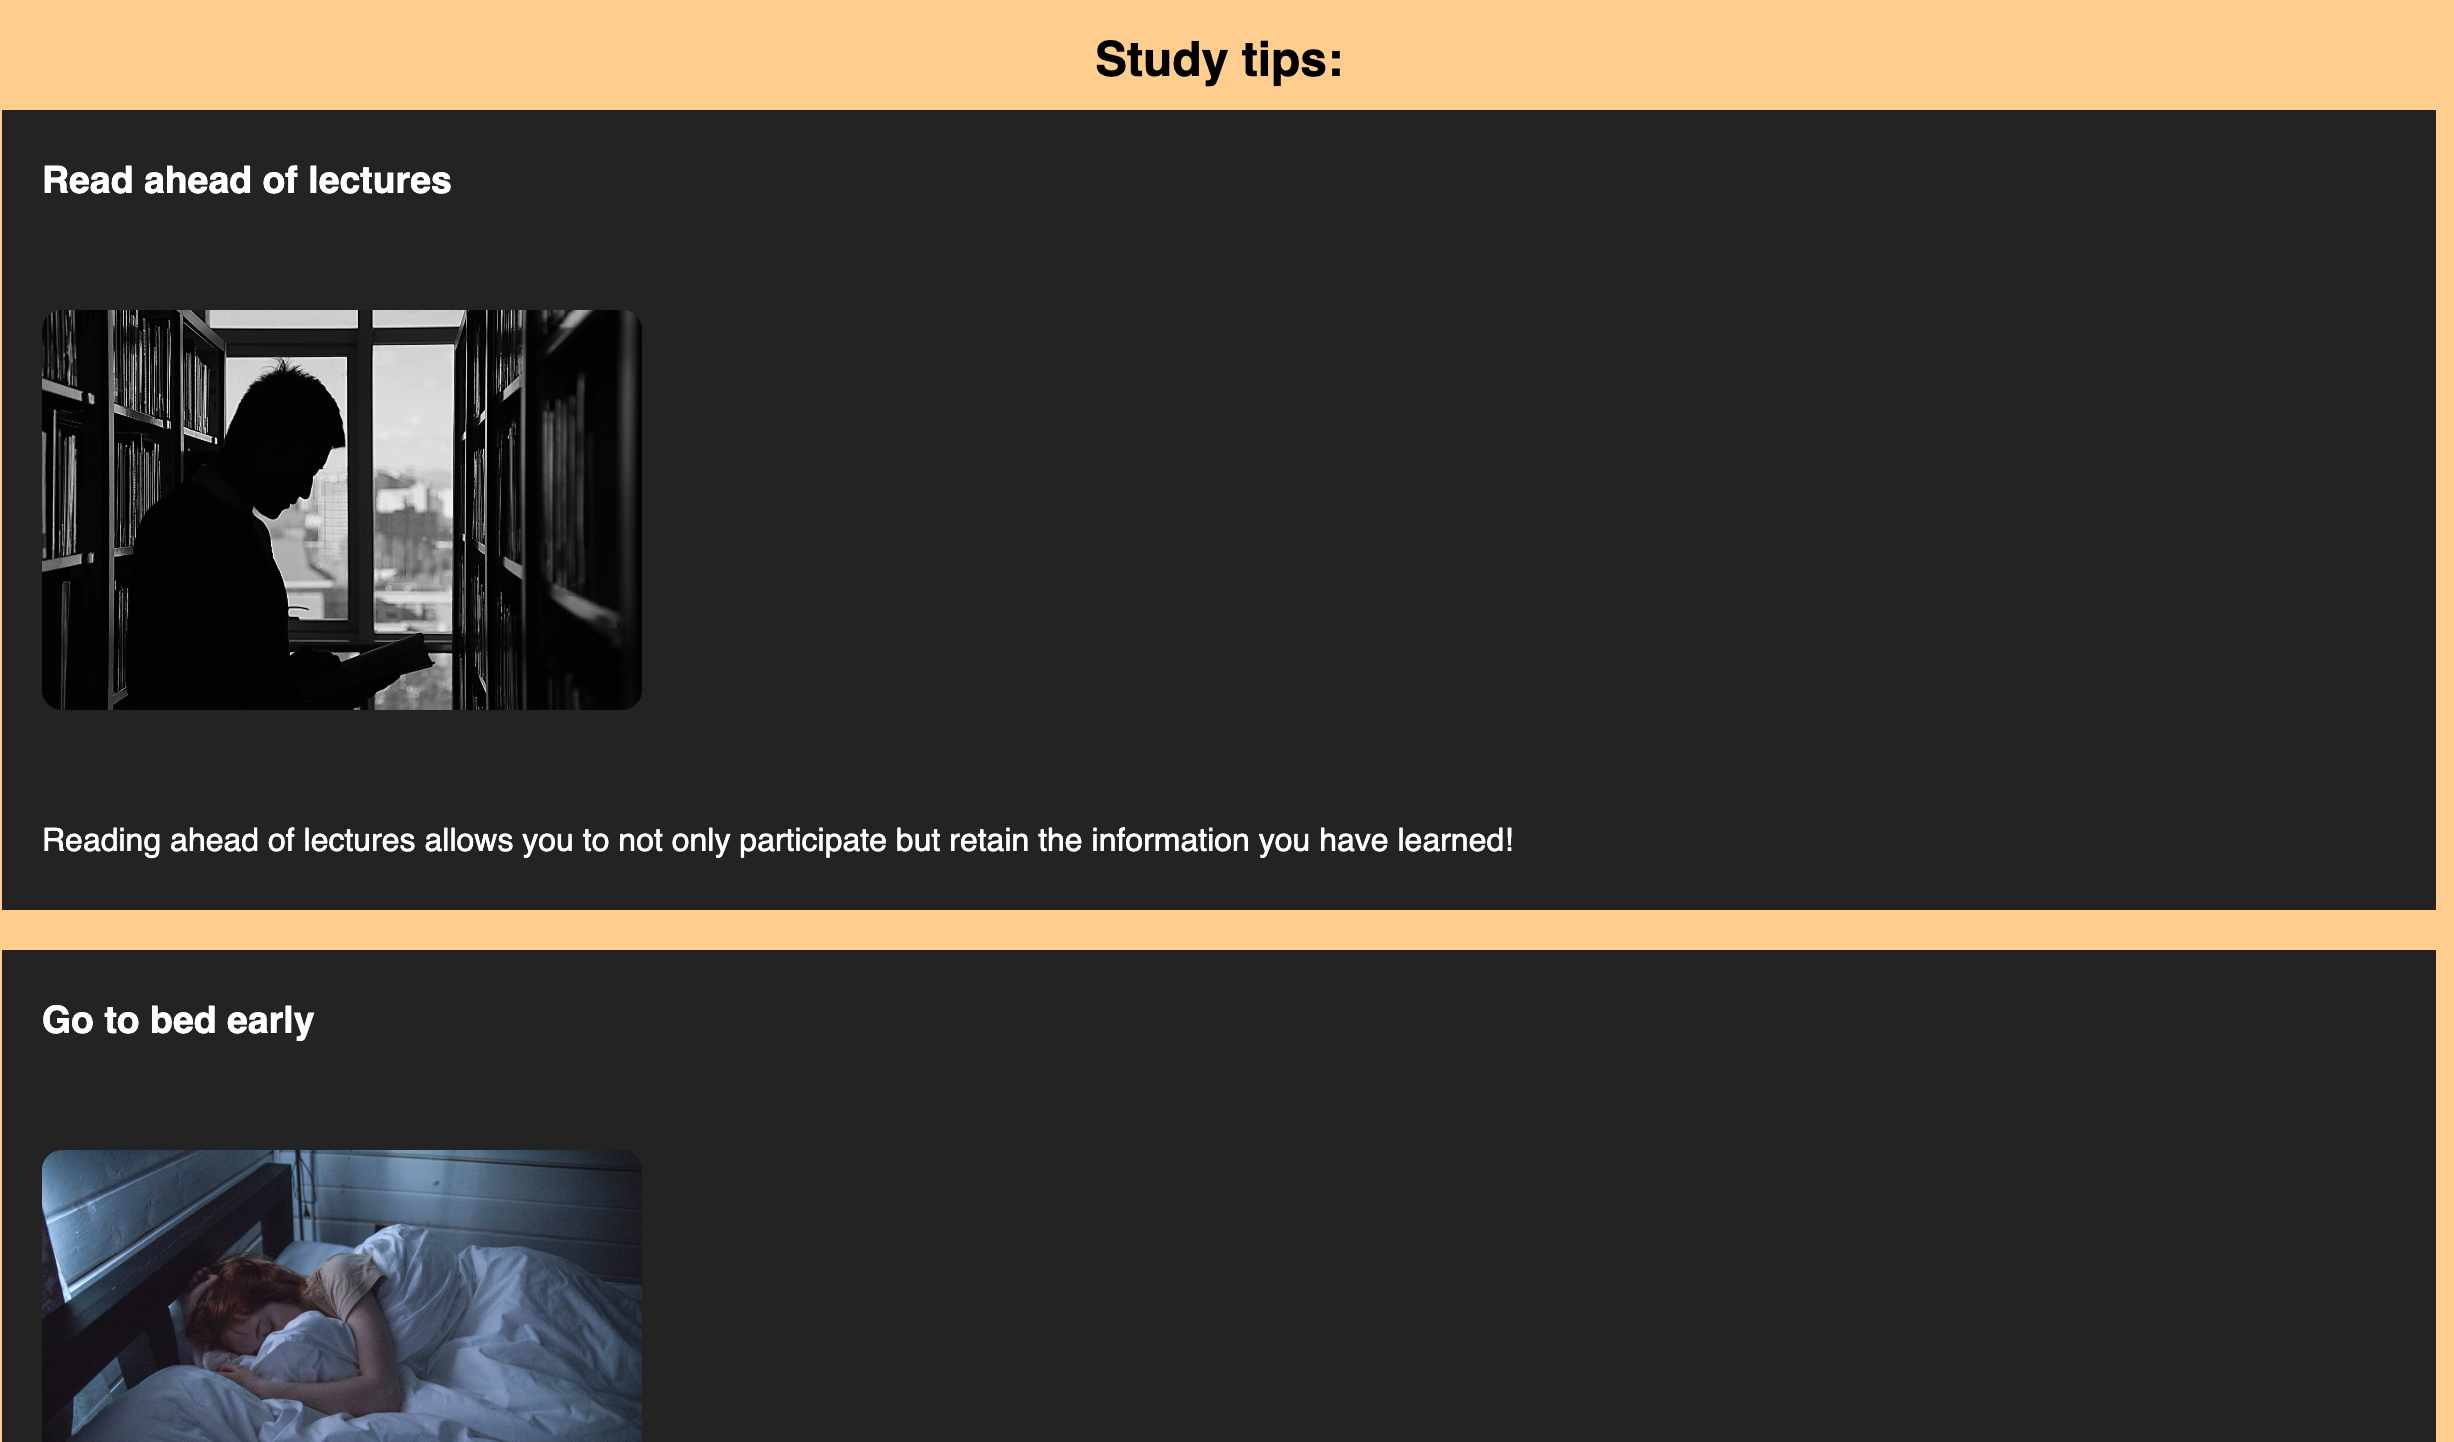 Study tips:
Read ahead of lectures
Reading ahead of lectures allows you to not only participate but retain the information you have learned!
Go to bed early